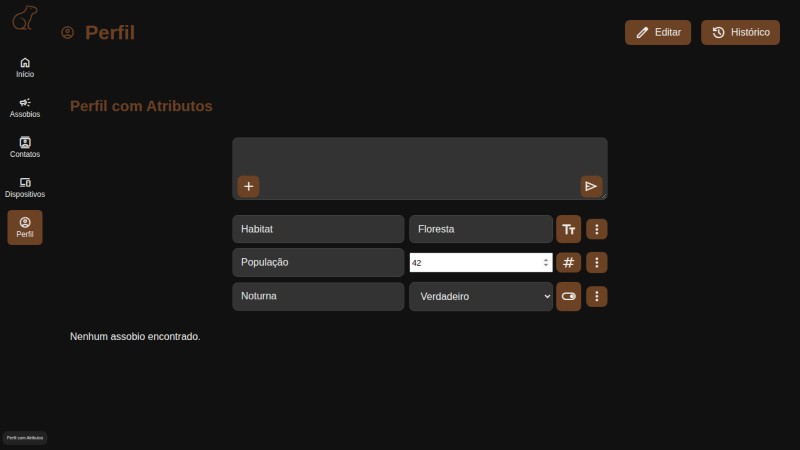 Perfil
Editar
Histórico
Início
Assobios
Contatos
Dispositivos
Perfil
Perfil com Atributos
Habitat
Floresta
Tт
População
42
#
Noturna
Verdadeiro
Nenhum assobio encontrado.
Perfil com Atributos